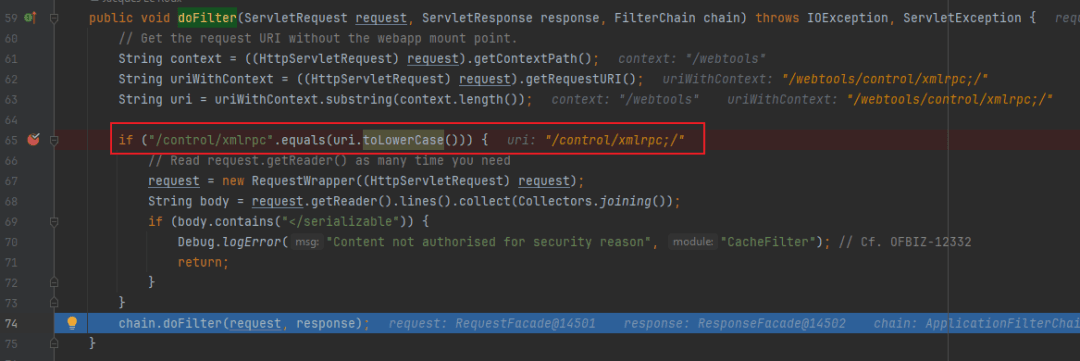 59 public void doFilter(ServletRequest request, ServletResponse response, FilterChain chain) throws IOException, ServletException {
60 // Get the request URI without the webapp mount point.
61 String context = ((HttpServletRequest) request).getContextPath(); context: "/webtools"
62 String uriWithContext = ((HttpServletRequest) request).getRequestURI(); uriWithContext: "/webtools/control/xmlrpc;/"
63 String uri = uriWithContext.substring(context.length()); context: "/webtools" uriWithContext: "/webtools/control/xmlrpc;/"
64
65 if ("/control/xmlrpc".equals(uri.toLowerCase())) { uri: "/control/xmlrpc;/"
66 // Read request.getReader() as many time you need
67 request = new RequestWrapper((HttpServletRequest) request);
68 String body = request.getReader().lines().collect(Collectors.joining());
69 if (body.contains("</serializable")) {
70 Debug.logError( msg: "Content not authorised for security reason", module: "CacheFilter"); // Cf. OFBIZ-12332
71 return;
72 }
73 }
74 chain.doFilter(request, response); request: RequestFacade@14501 response: ResponseFacade@14502 chain: ApplicationFilterChai
75 }